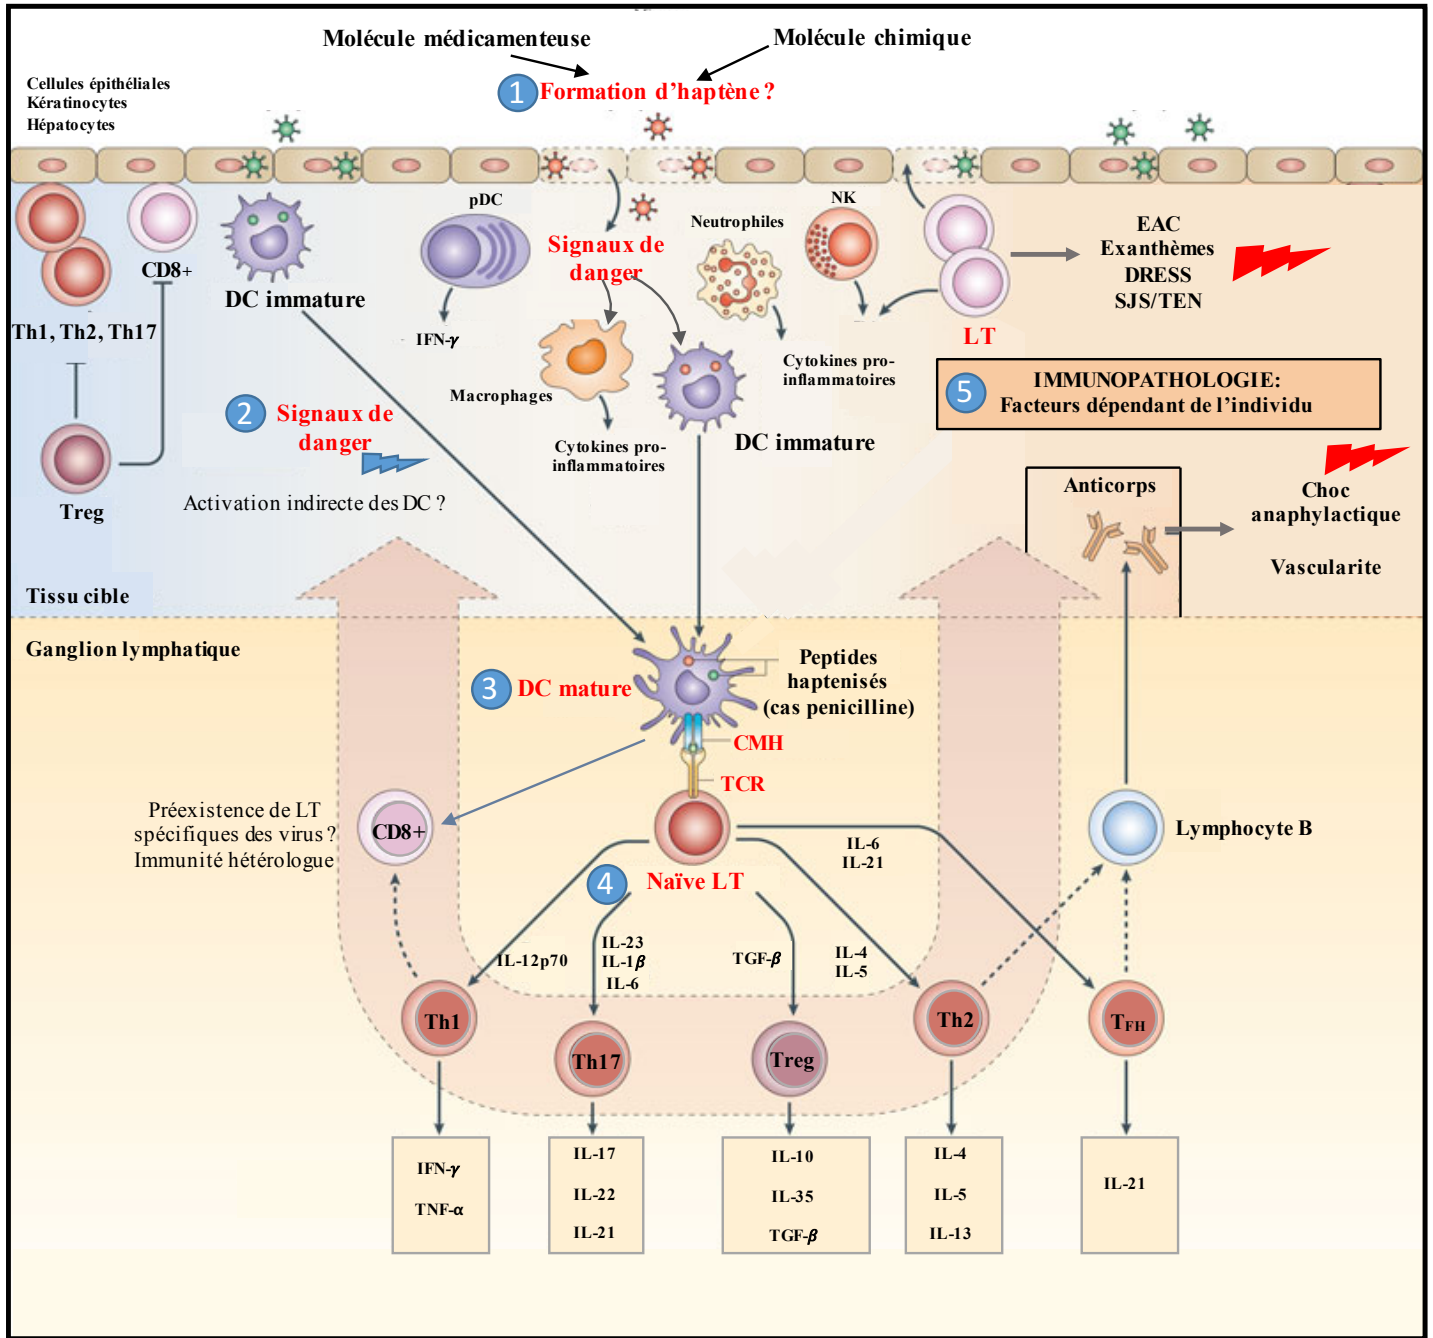 Molécule médicamenteuse
Molécule chimique
1 Formation d'haptène ?
Cellules épithéliales
Kératinocytes
Hépatocytes
pDC
NK
Neutrophiles
Signaux de
danger
EAC
Exanthèmes
DRESS
SJS/TEN
CD8+
DC immature
Th1, Th2, Th17
IFN-γ
LT
Cytokines pro-
inflammatoires
Macrophages
2 Signaux de
danger
5 IMMUNOPATHOLOGIE:
Facteurs dépendant de l'individu
DC immature
Cytokines pro-
inflammatoires
Treg
Activation indirecte des DC ?
Anticorps
Choc
anaphylactique
Vascularite
Tissu cible
Ganglion lymphatique
3 DC mature
Peptides
haptenisés
(cas penicilline)
CMH
TCR
Préexistence de LT
spécifiques des virus ?
Immunité hétérologue
CD8+
Lymphocyte B
IL-6
IL-21
4 Naïve LT
IL-12p70
IL-23
IL-1β
IL-6
TGF-β
IL-4
IL-5
Th1
Th17
Treg
Th2
TFH
IFN-γ
TNF-α
IL-17
IL-22
IL-21
IL-10
IL-35
TGF-β
IL-4
IL-5
IL-13
IL-21